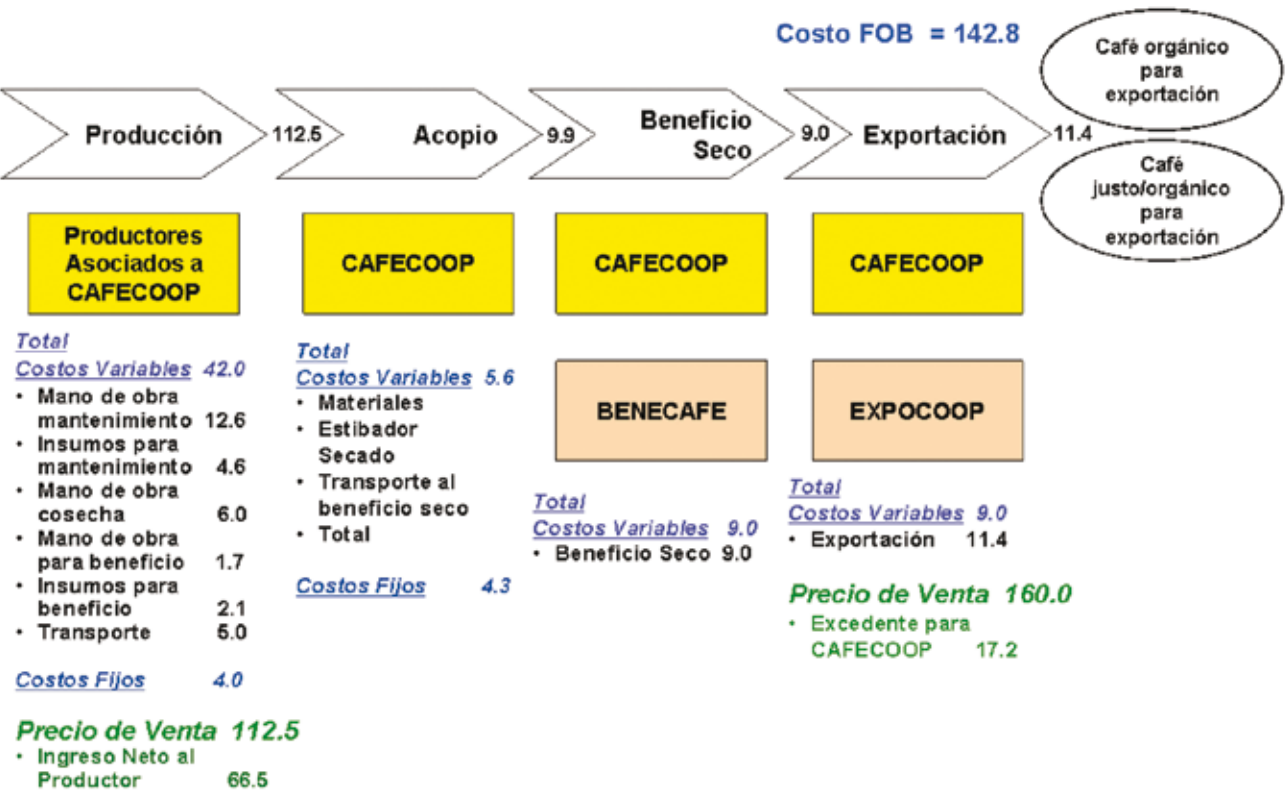 Costo FOB = 142.8
Café orgánico
para
exportación
Producción
112.5
Acopio
9.9
Beneficio
Seco
9.0
Exportación
11.4
Café
justo/orgánico
para
exportación
Productores
Asociados a
CAFECOOP
CAFECOOP
CAFECOOP
CAFECOOP
BENECAFE
EXPOCOOP
Total
Costos Variables 42.0
• Mano de obra
mantenimiento 12.6
• Insumos para
mantenimiento 4.6
• Mano de obra
cosecha 6.0
• Mano de obra
para beneficio 1.7
• Insumos para
beneficio 2.1
• Transporte 5.0
Costos Fijos 4.0
Precio de Venta 112.5
• Ingreso Neto al
Productor 66.5
Total
Costos Variables 5.6
• Materiales
• Estibador
Secado
• Transporte al
beneficio seco
• Total
Costos Fijos 4.3
Total
Costos Variables 9.0
• Beneficio Seco 9.0
Total
Costos Variables 9.0
• Exportación 11.4
Precio de Venta 160.0
• Excedente para
CAFECOOP 17.2